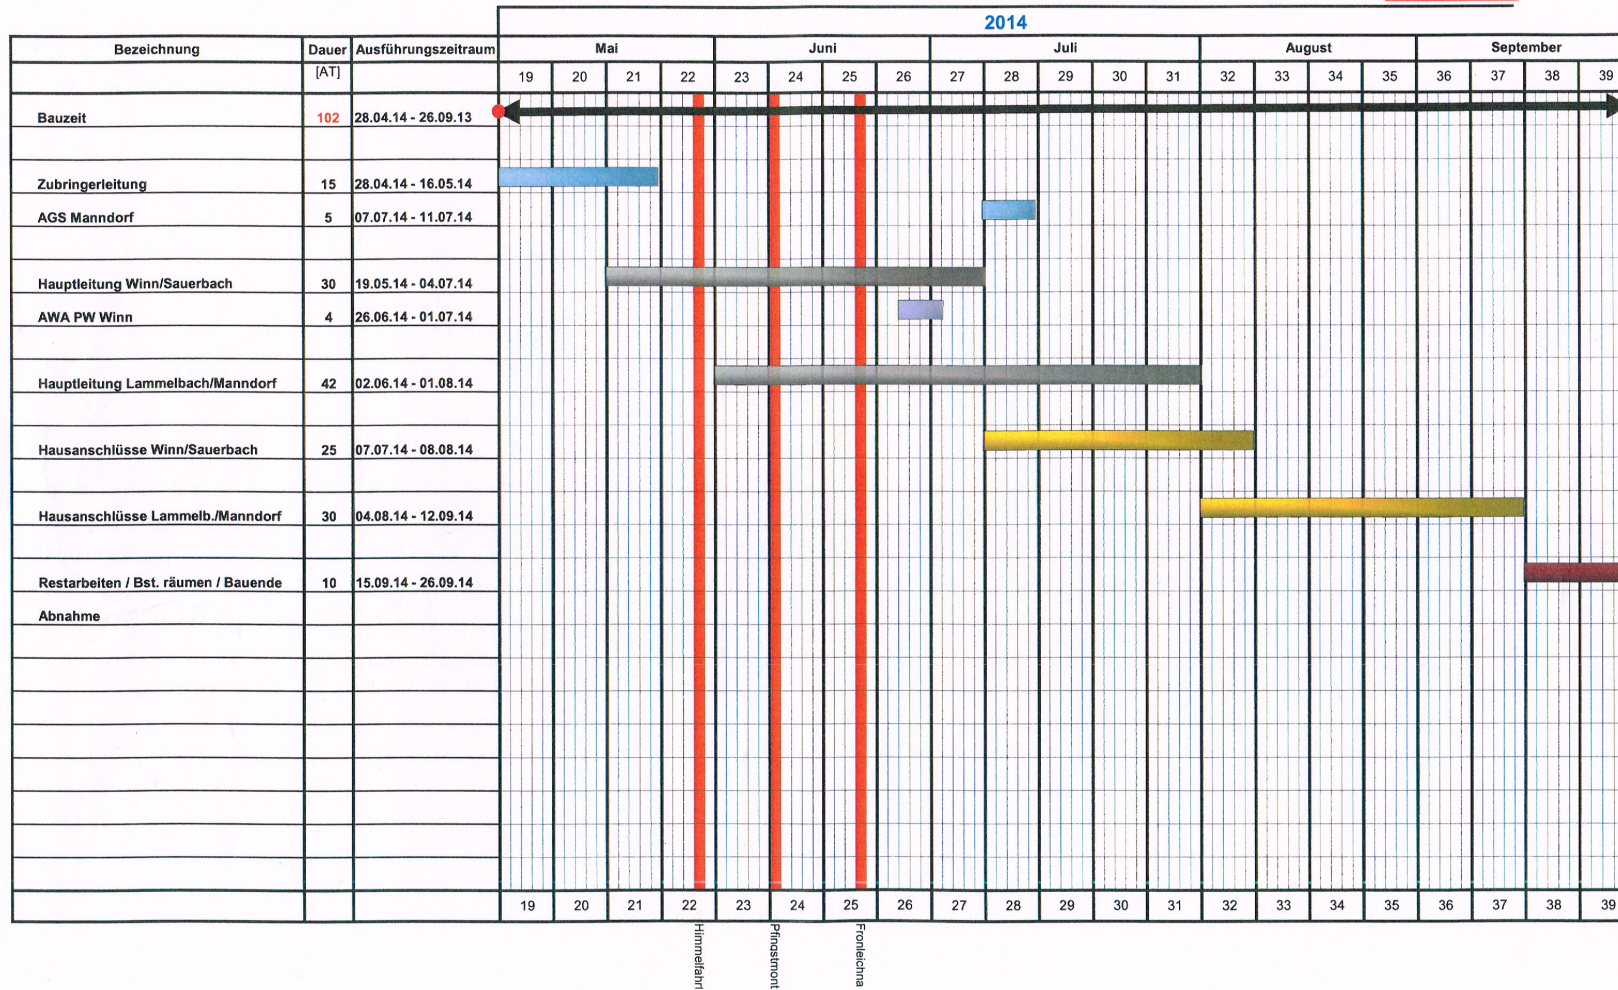 2014
Bezeichnung Dauer Ausführungszeitraum Mai Juni Juli August September
[AT] 19 20 21 22 23 24 25 26 27 28 29 30 31 32 33 34 35 36 37 38 39
Bauzeit 102 28.04.14 - 26.09.13
Zubringerleitung 15 28.04.14 - 16.05.14
AGS Manndorf 5 07.07.14 - 11.07.14
Hauptleitung Winn/Sauerbach 30 19.05.14 - 04.07.14
AWA PW Winn 4 26.06.14 - 01.07.14
Hauptleitung Lammelbach/Manndorf 42 02.06.14 - 01.08.14
Hausanschlüsse Winn/Sauerbach 25 07.07.14 - 08.08.14
Hausanschlüsse Lammelb./Manndorf 30 04.08.14 - 12.09.14
Restarbeiten / Bst. räumen / Bauende 10 15.09.14 - 26.09.14
Abnahme
19 20 21 22 23 24 25 26 27 28 29 30 31 32 33 34 35 36 37 38 39
Himmelfahrt
Pfingstmont
Fronleichna